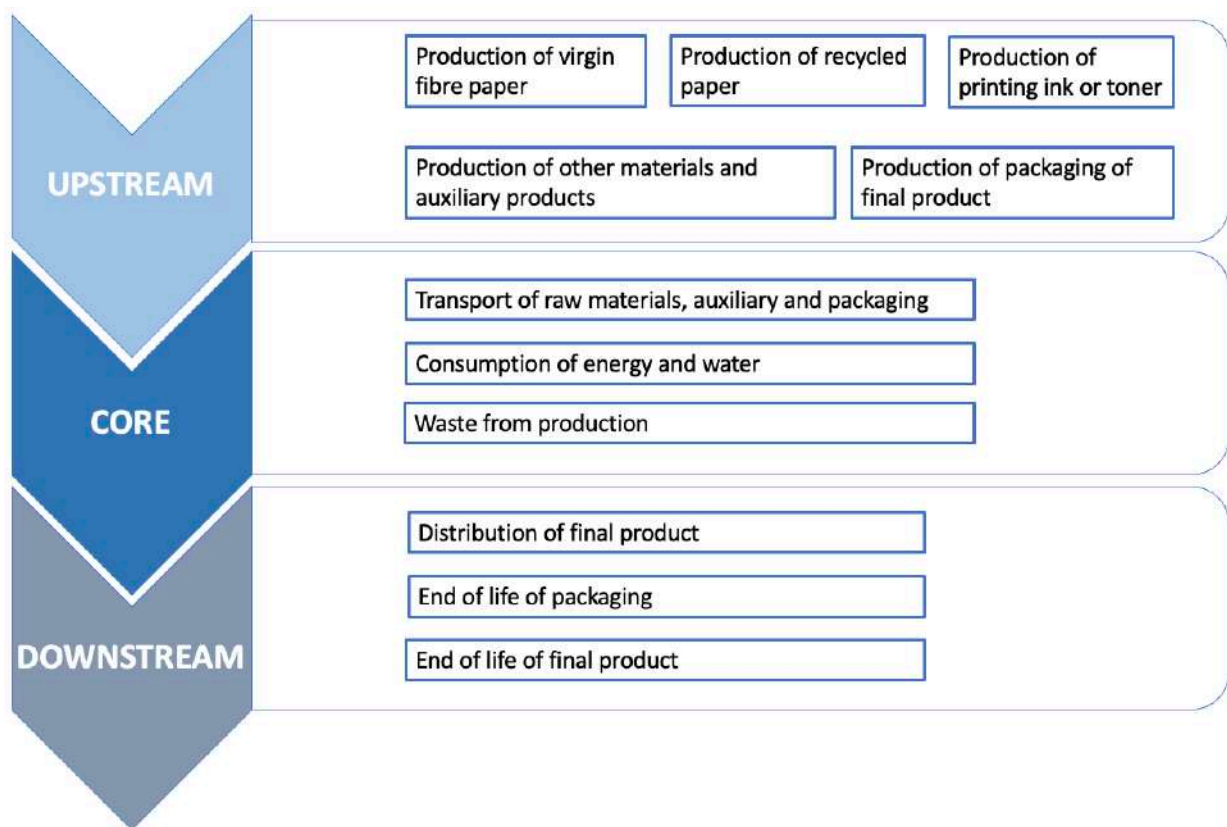 UPSTREAM
Production of virgin
fibre paper
Production of recycled
paper
Production of
printing ink or toner
Production of other materials and
auxiliary products
Production of packaging of
final product
CORE
Transport of raw materials, auxiliary and packaging
Consumption of energy and water
Waste from production
DOWNSTREAM
Distribution of final product
End of life of packaging
End of life of final product